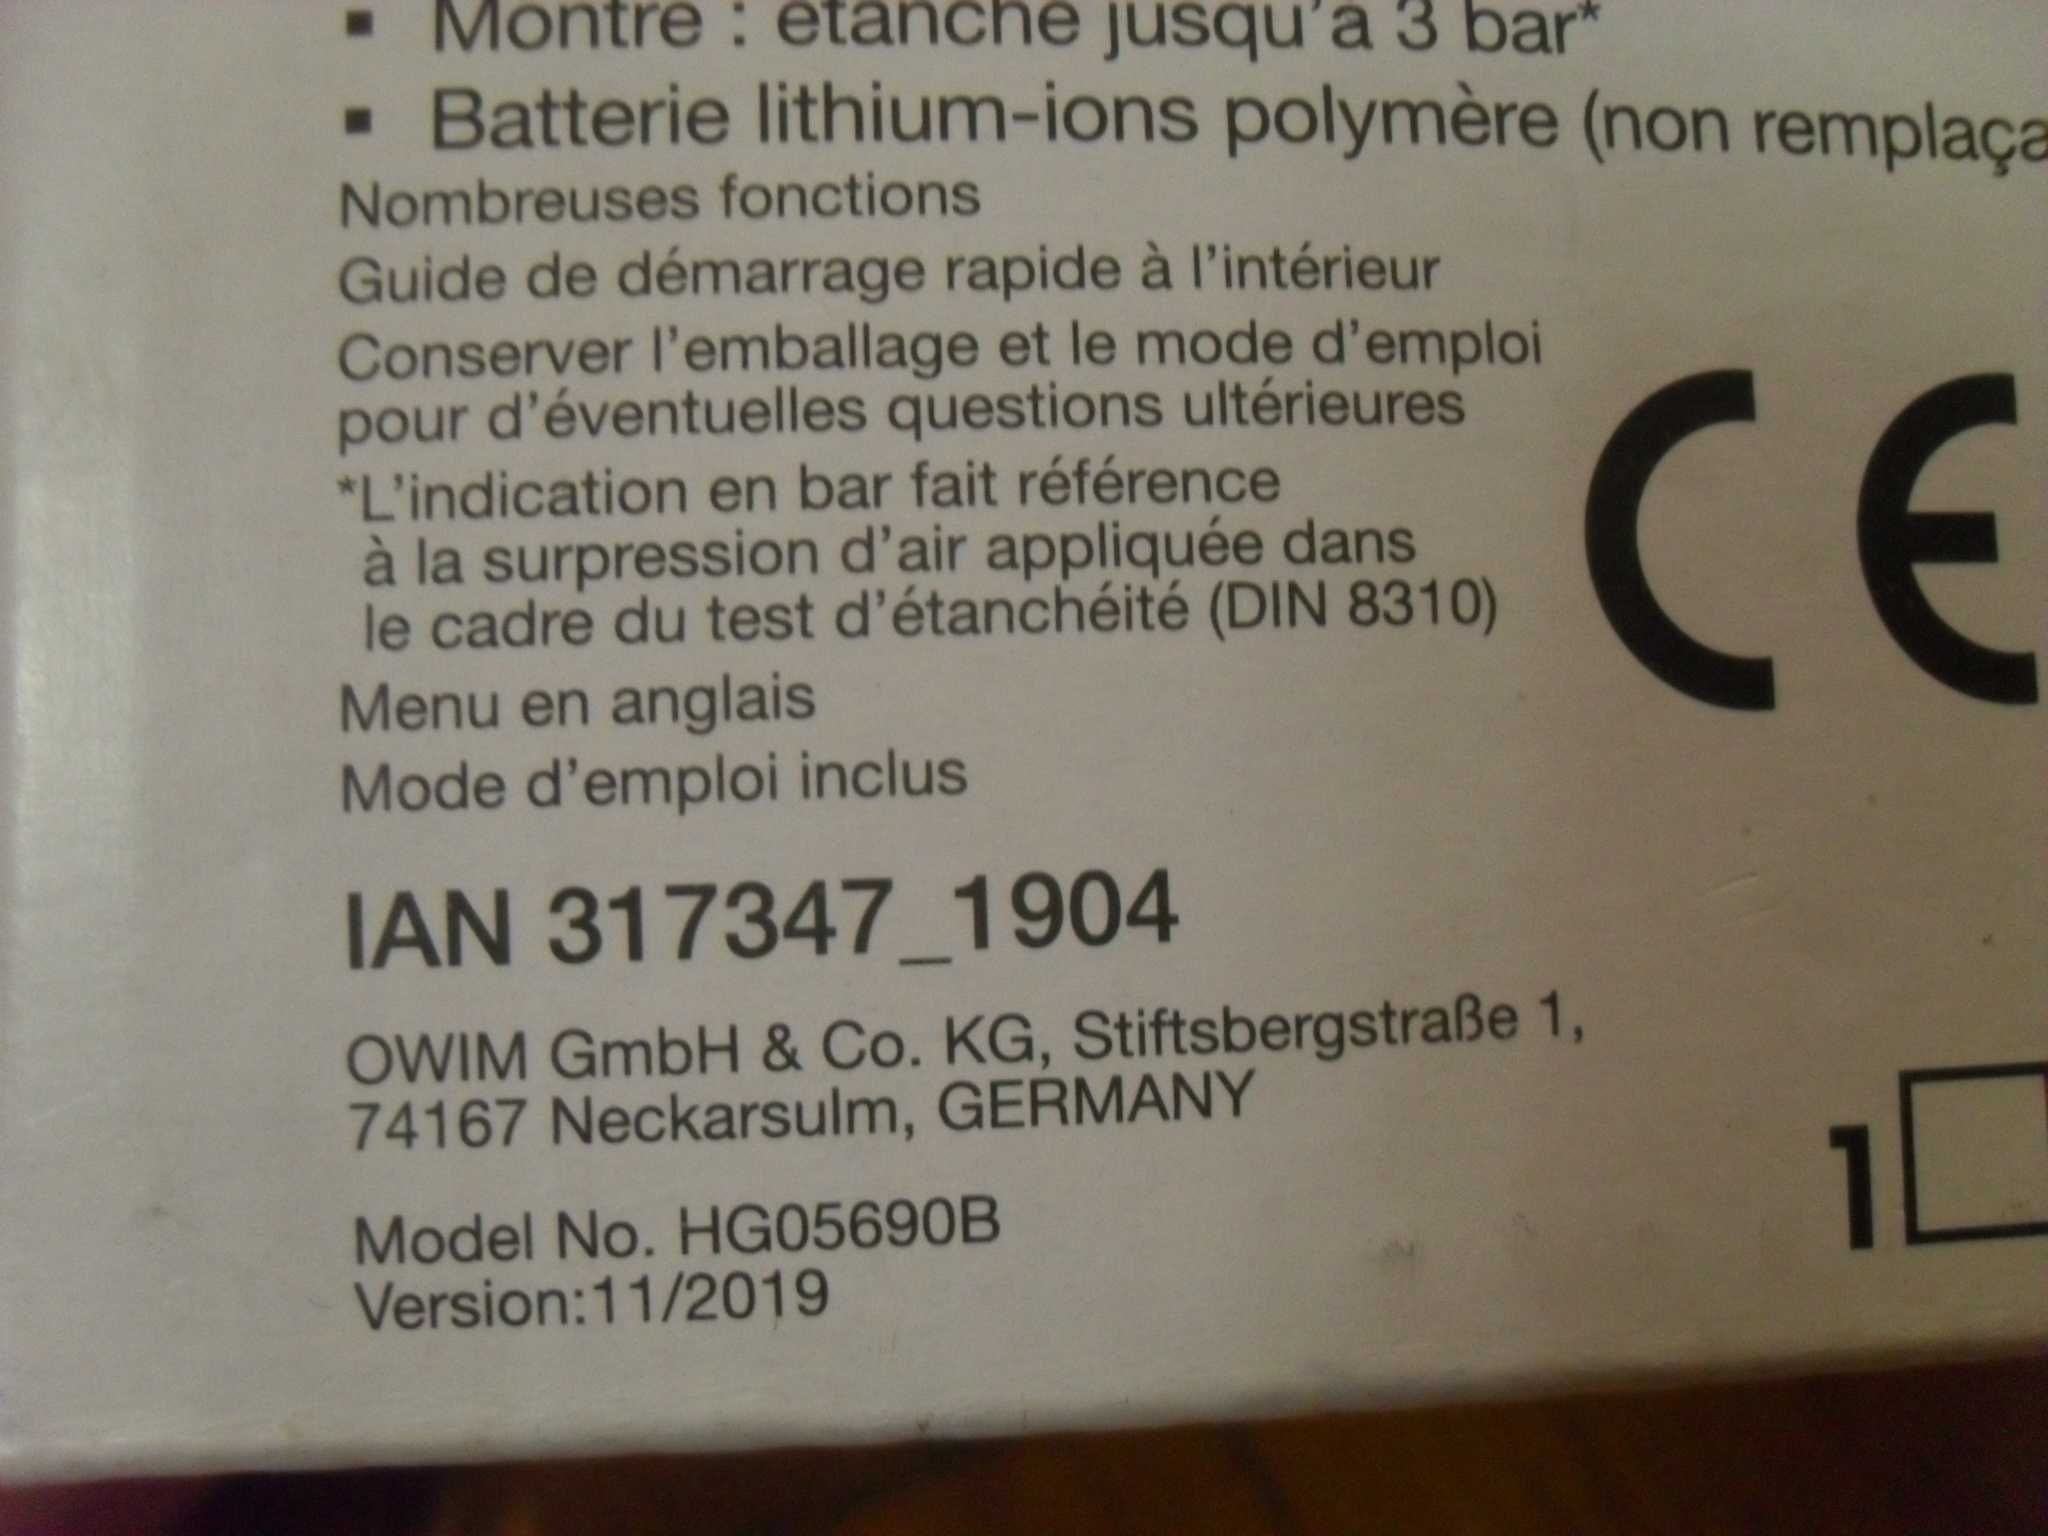 ▪ Montre : étanche jusqu'à 3 bar*
▪ Batterie lithium-ions polymère (non
Nombreuses fonctions
Guide de démarrage rapide à l'intérieur
Conserver l'emballage et le mode d'emploi
pour d'éventuelles questions ultérieures
*L'indication en bar fait référence
à la surpression d'air appliquée dans
le cadre du test d'étanchéité (DIN 8310)
CE
Menu en anglais
Mode d'emploi inclus
IAN 317347_1904
OWIM GmbH & Co. KG, Stiftsbergstraße 1,
74167 Neckarsulm, GERMANY
1
Model No. HG05690B
Version:11/2019